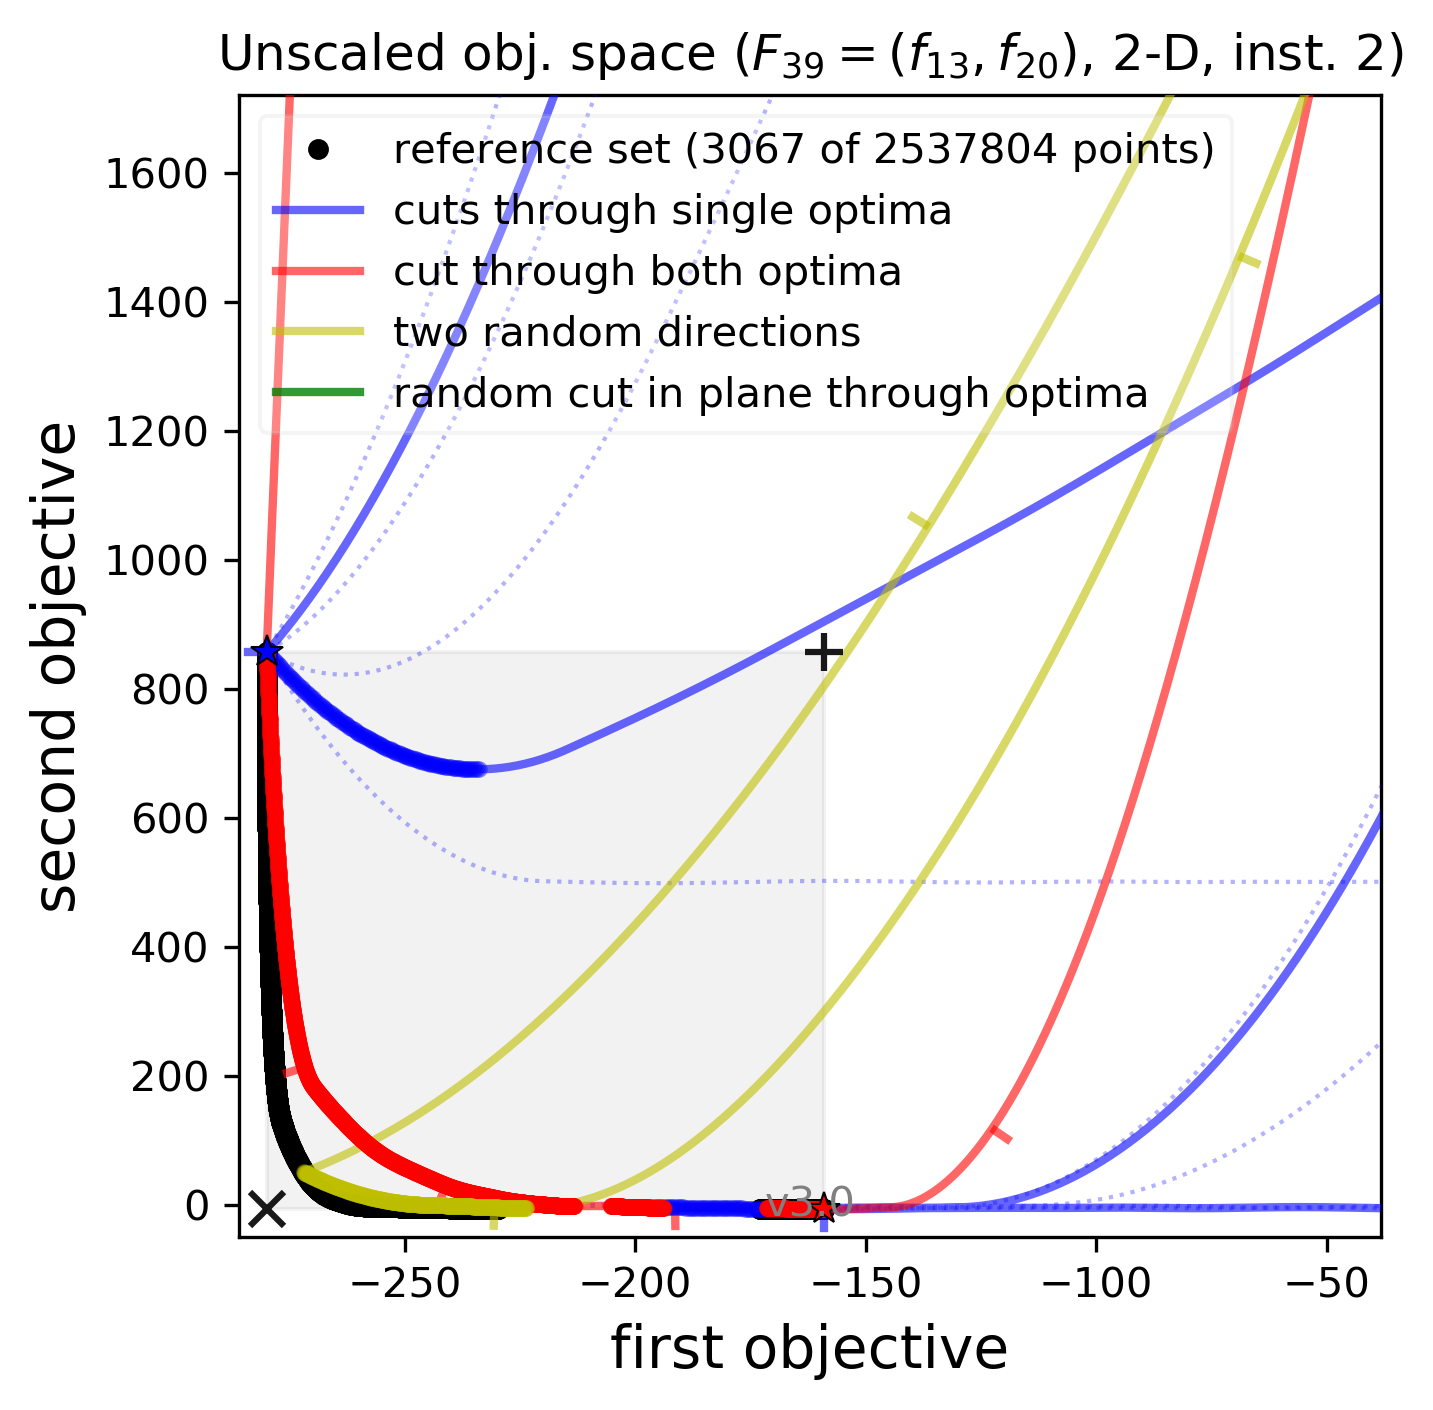 Unscaled obj. space (F₃₉ = (f₁₃, f₂₀), 2-D, inst. 2)
reference set (3067 of 2537804 points)
cuts through single optima
cut through both optima
two random directions
random cut in plane through optima
1600
1400
1200
1000
800
600
400
200
0
second objective
v3.0
−250
−200
−150
−100
−50
first objective